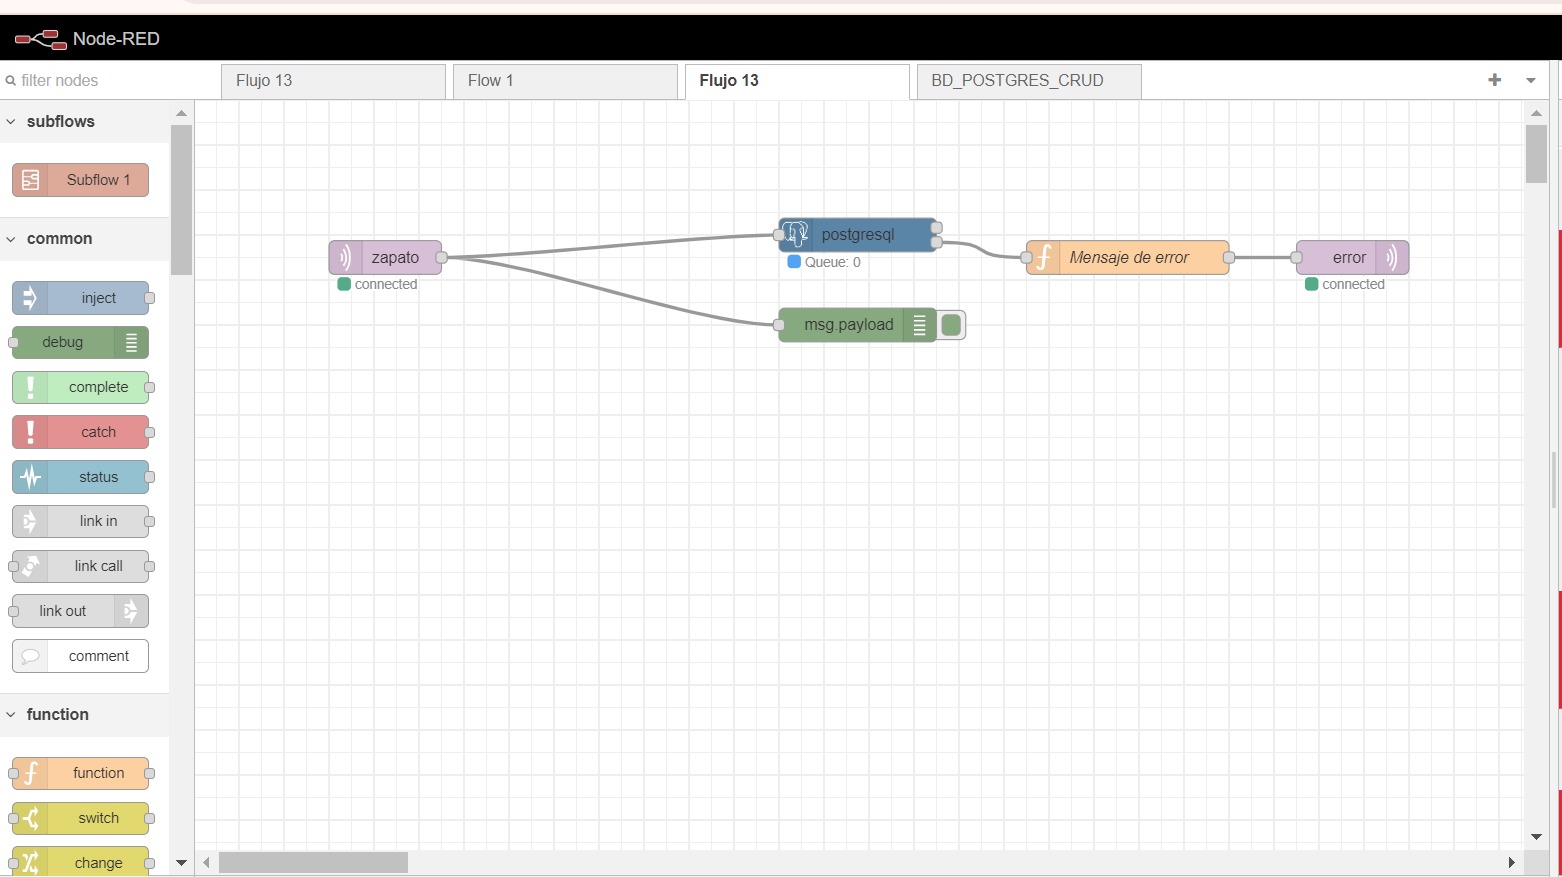 Node-RED
filter nodes
Flujo 13
Flow 1
Flujo 13
BD_POSTGRES_CRUD
subflows
Subflow 1
common
inject
debug
complete
catch
status
link in
link call
link out
comment
function
function
switch
change
zapato
connected
postgresql
Queue: 0
msg.payload
Mensaje de error
error
connected